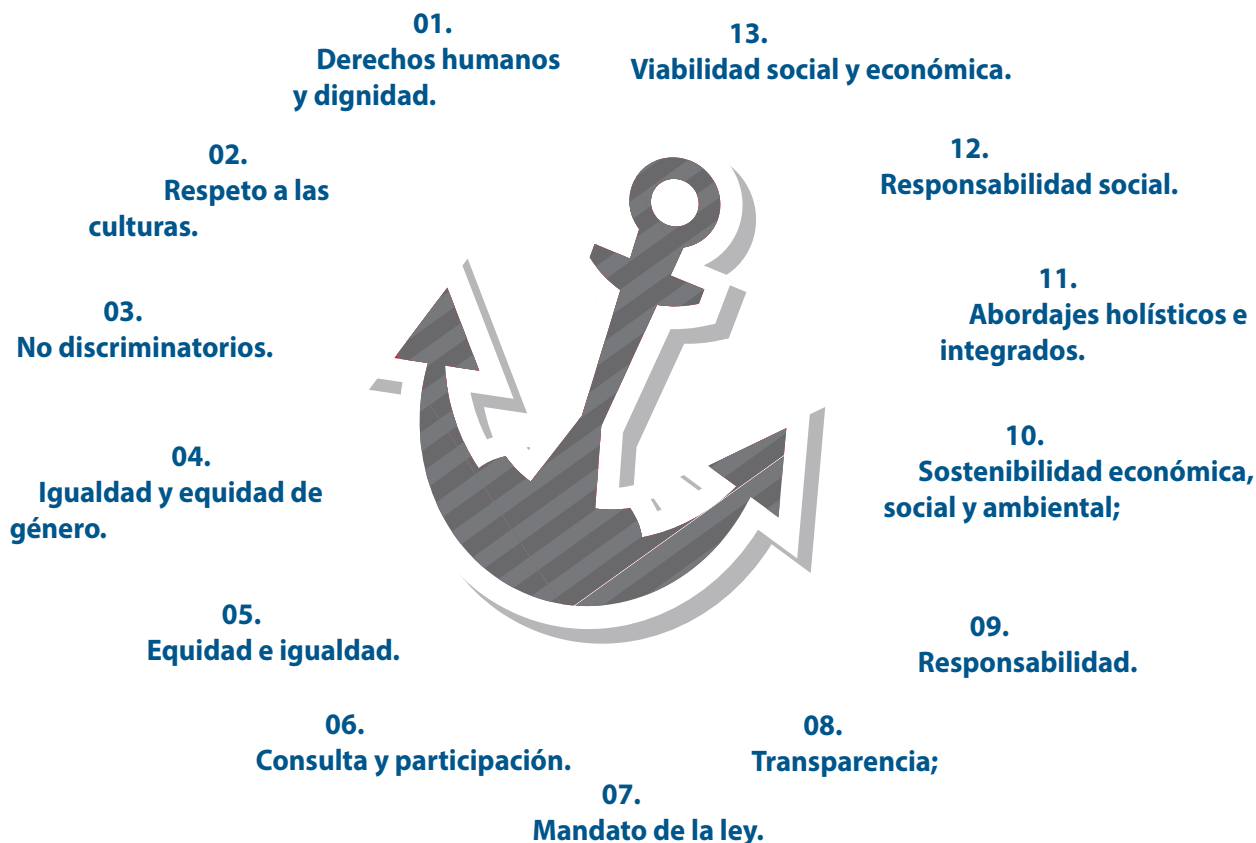 01.
Derechos humanos
y dignidad.
02.
Respeto a las
culturas.
03.
No discriminatorios.
04.
Igualdad y equidad de
género.
05.
Equidad e igualdad.
06.
Consulta y participación.
07.
Mandato de la ley.
08.
Transparencia;
09.
Responsabilidad.
10.
Sostenibilidad económica,
social y ambiental;
11.
Abordajes holísticos e
integrados.
12.
Responsabilidad social.
13.
Viabilidad social y económica.